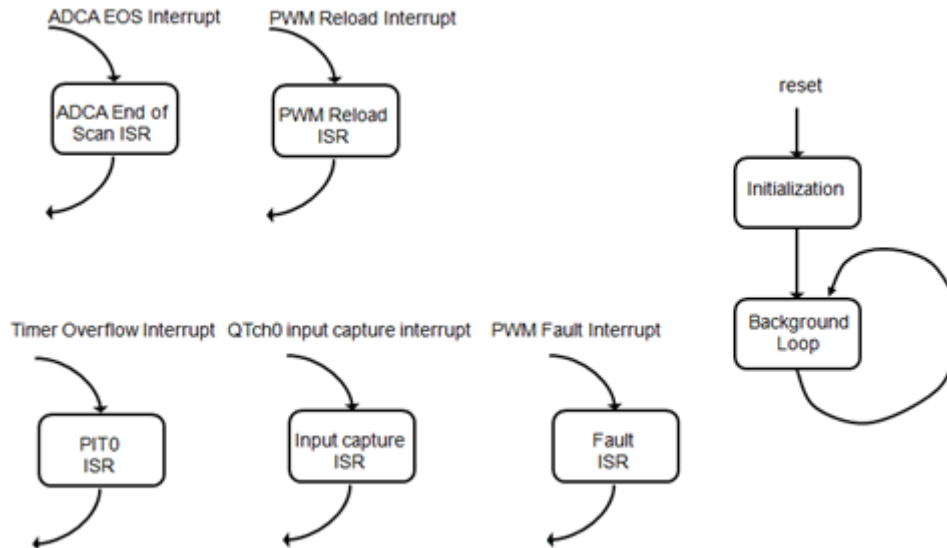 ADCA EOS Interrupt
PWM Reload Interrupt
ADCA End of
Scan ISR
PWM Reload
ISR
reset
Initialization
Background
Loop
Timer Overflow Interrupt
QTch0 input capture interrupt
PWM Fault Interrupt
PIT0
ISR
Input capture
ISR
Fault
ISR